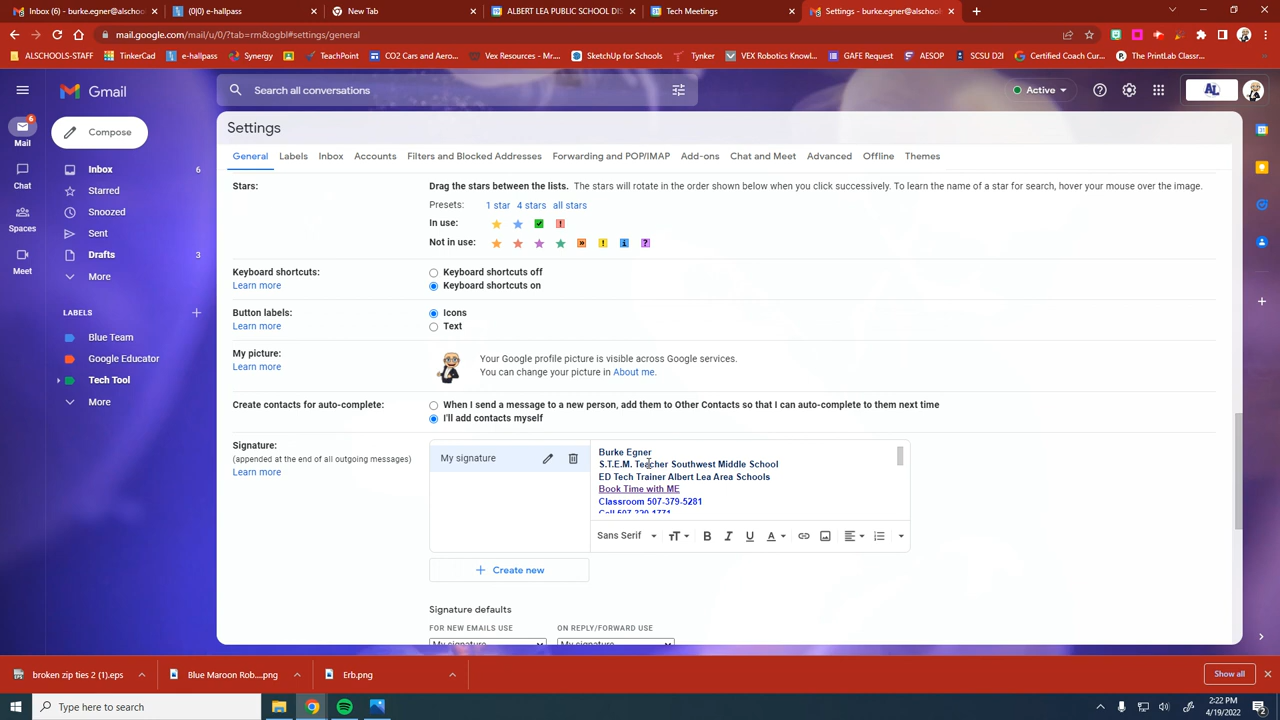 Inbox (6) - burke.egner@alschool
(0/0) all-hallpass
New Tab
ALBERT LEA PUBLIC SCHOOL DIS
Messenger
Settings - burke.egner@alschools
mail.google.com/mail/u/0/?tab=rm&ogbl#settings/general
ALSCHOOLS-STAFF
TinkerCad
e-hallpass
Synergy
TeachPoint
CO2 Cars and Aero...
Vex Resources - Mr....
SketchUp for Schools
Tynker
VEX Robotics Knowl...
GAFE Request
AESOP
SCSU D2I
Certified Coach Cur...
The PrintLab Classr...
Gmail
Search all conversations
Active
AL
Compose
6
Mail
Chat
Spaces
Meet
Inbox 6
Starred
Snoozed
Sent
Drafts 3
More
LABELS
Blue Team
Google Educator
Tech Tool
More
Settings
General Labels Inbox Accounts Filters and Blocked Addresses Forwarding and POP/IMAP Add-ons Chat and Meet Advanced Offline Themes
Stars: Drag the stars between the lists. The stars will rotate in the order shown below when you click successively. To learn the name of a star for search, hover your mouse over the image.
Presets: 1 star 4 stars all stars
In use:
Not in use:
Keyboard shortcuts: Keyboard shortcuts off
Learn more Keyboard shortcuts on
Button labels: Icons
Learn more Text
My picture: Your Google profile picture is visible across Google services.
Learn more You can change your picture in About me.
Create contacts for auto-complete: When I send a message to a new person, add them to Other Contacts so that I can auto-complete to them next time
I'll add contacts myself
Signature:
(appended at the end of all outgoing messages)
Learn more
My signature
Burke Egner
S.T.E.M. Teacher Southwest Middle School
ED Tech Trainer Albert Lea Area Schools
Book Time with ME
Classroom 507-379-5281
Cell 507-320-1771
Sans Serif
Create new
Signature defaults
FOR NEW EMAILS USE ON REPLY/FORWARD USE
My signature My signature
broken zip ties 2 (1).eps
Blue Maroon Rob....png
Erb.png
Show all
Type here to search
2:22 PM
4/19/2022
2